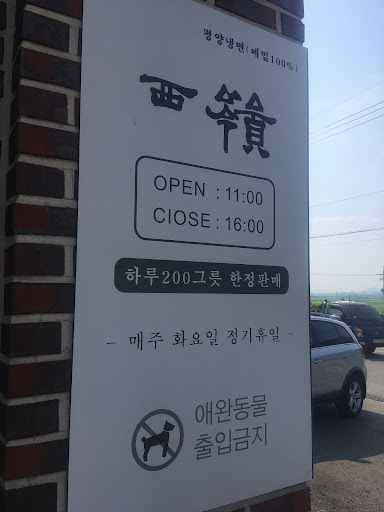 평양냉면(메밀100%)
西嶺
OPEN : 11:00
CIOSE : 16:00
하루200그릇 한정판매
- 매주 화요일 정기휴일 -
애완동물
출입금지